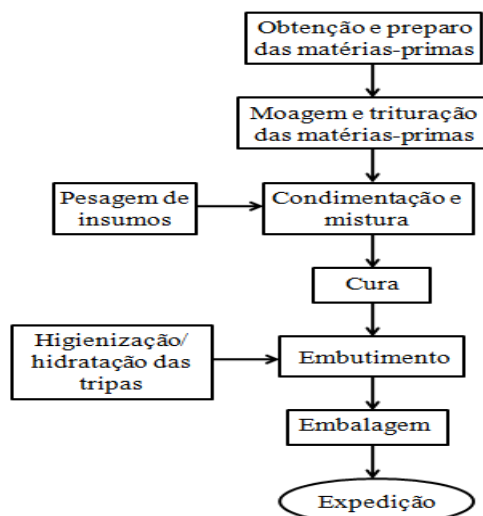 Obtenção e preparo
das matérias-primas
Moagem e trituração
das matérias-primas
Pesagem de
insumos
Condimentação e
mistura
Cura
Higienização/
hidratação das
tripas
Embutimento
Embalagem
Expedição